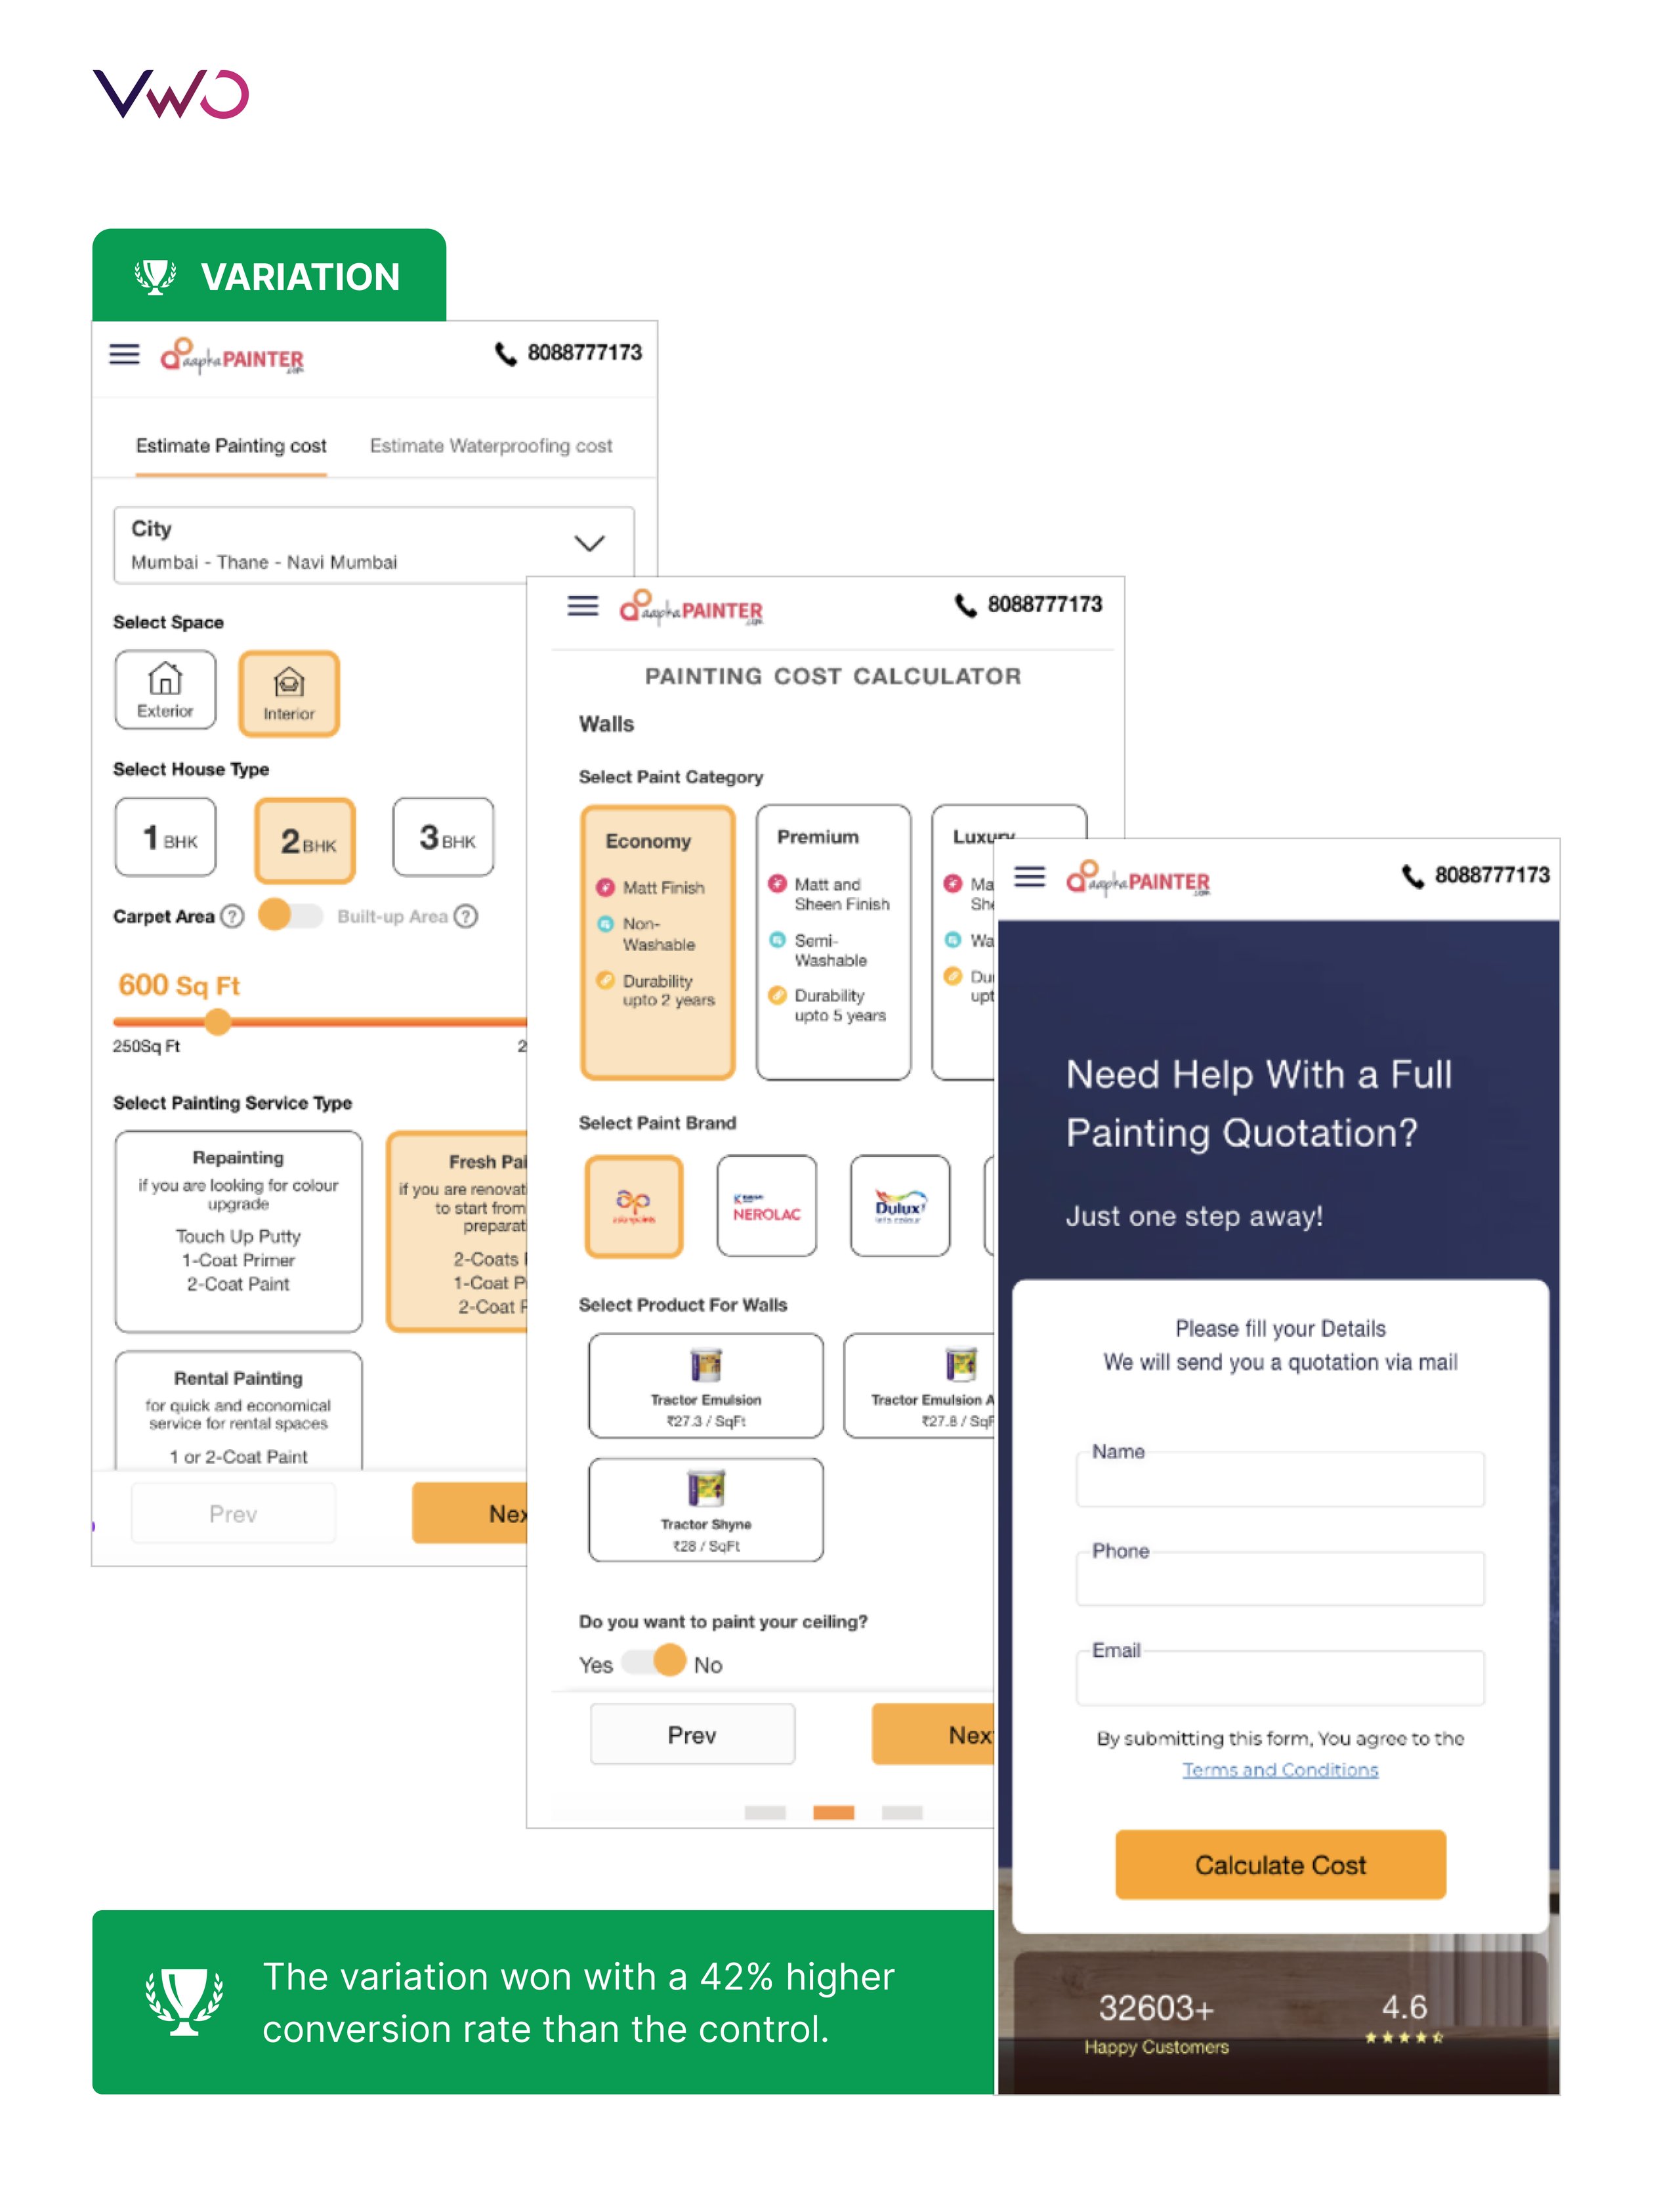 VWO
VARIATION
aapkaPAINTER
.com
8088777173
Estimate Painting cost
Estimate Waterproofing cost
City
Mumbai - Thane - Navi Mumbai
Select Space
Exterior
Interior
Select House Type
1 BHK
2 BHK
3 BHK
Carpet Area ?
Built-up Area ?
600 Sq Ft
250Sq Ft
2
Select Painting Service Type
Repainting
if you are looking for colour
upgrade
Touch Up Putty
1-Coat Primer
2-Coat Paint
Fresh Pai
if you are renovat
to start from
preparat
2-Coats
1-Coat P
2-Coat P
Rental Painting
for quick and economical
service for rental spaces
1 or 2-Coat Paint
Prev
Nex
aapkaPAINTER
.com
8088777173
PAINTING COST CALCULATOR
Walls
Select Paint Category
Economy
Matt Finish
Non-
Washable
Durability
upto 2 years
Premium
Matt and
Sheen Finish
Semi-
Washable
Durability
upto 5 years
Luxury
Ma
She
Wa
Dur
upt
Select Paint Brand
asianpaints
NEROLAC
Dulux
let's colour
Select Product For Walls
Tractor Emulsion
₹27.3 / SqFt
Tractor Emulsion A
₹27.8 / SqF
Tractor Shyne
₹28 / SqFt
Do you want to paint your ceiling?
Yes
No
Prev
Nex
aapkaPAINTER
.com
8088777173
Need Help With a Full
Painting Quotation?
Just one step away!
Please fill your Details
We will send you a quotation via mail
Name
Phone
Email
By submitting this form, You agree to the
Terms and Conditions
Calculate Cost
32603+
Happy Customers
4.6
The variation won with a 42% higher
conversion rate than the control.